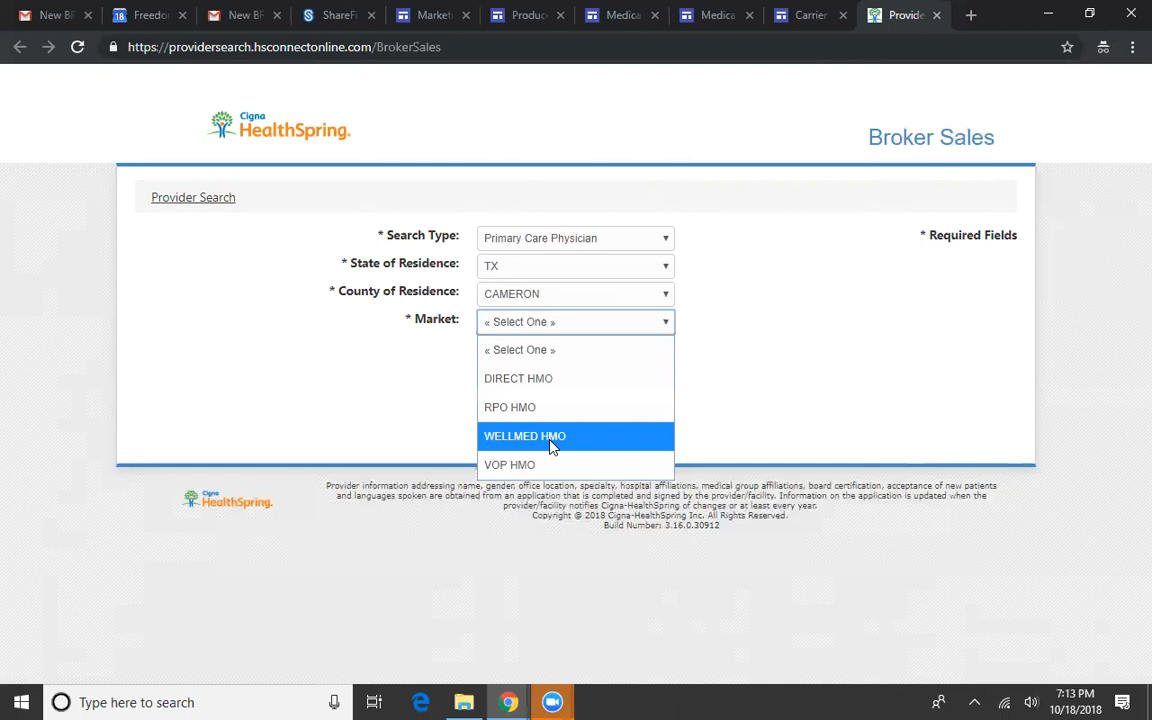 New BF
18 Freedo
New BF
ShareFi
Market
Produc
Medica
Medica
Carrier
Provide
https://providersearch.hsconnectonline.com/BrokerSales
Cigna
HealthSpring.
Broker Sales
Provider Search
* Search Type: Primary Care Physician
* Required Fields
* State of Residence: TX
* County of Residence: CAMERON
* Market: « Select One »
« Select One »
DIRECT HMO
RPO HMO
WELLMED HMO
VOP HMO
Cigna
HealthSpring.
Provider information addressing name, gender, office location, specialty, hospital affiliations, medical group affiliations, board certification, acceptance of new patients
and languages spoken are obtained from an application that is completed and signed by the provider/facility. Information on the application is updated when the
provider/facility notifies Cigna-HealthSpring of changes or at least every year.
Copyright @ 2018 Cigna-HealthSpring Inc. All Rights Reserved.
Build Number: 3.16.0.30912
Type here to search
7:13 PM
10/18/2018